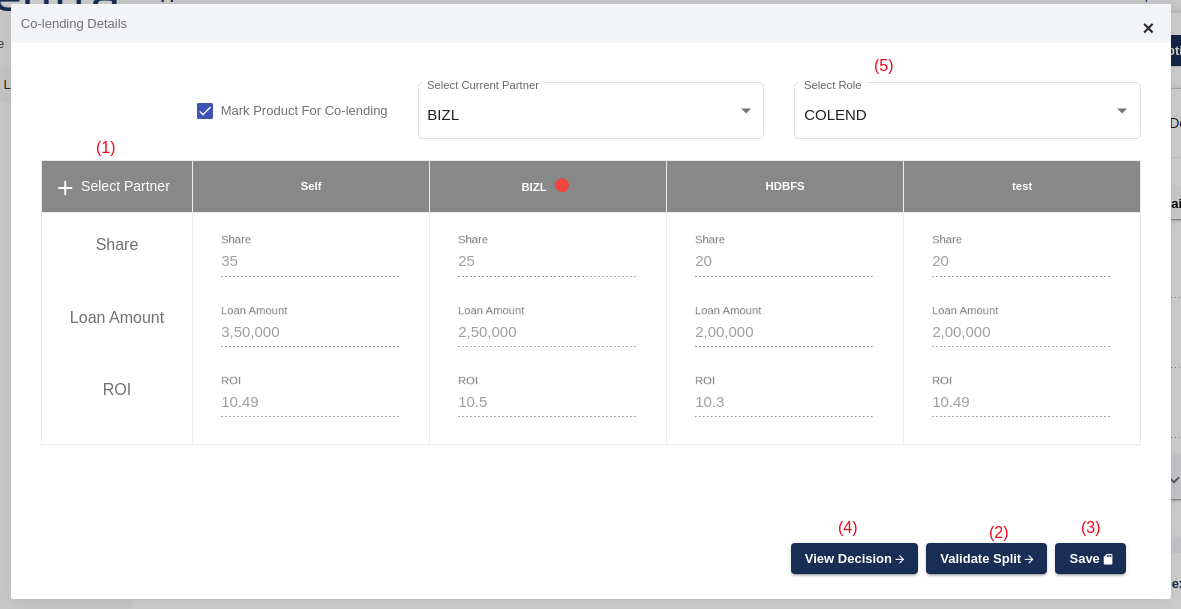 Co-lending Details
×
(5)
Mark Product For Co-lending
Select Current Partner
BIZL
Select Role
COLEND
(1)
+ Select Partner
Self
BIZL
HDBFS
test
Share
Share
35
Share
25
Share
20
Share
20
Loan Amount
Loan Amount
3,50,000
Loan Amount
2,50,000
Loan Amount
2,00,000
Loan Amount
2,00,000
ROI
ROI
10.49
ROI
10.5
ROI
10.3
ROI
10.49
(4)
(2)
(3)
View Decision →
Validate Split →
Save